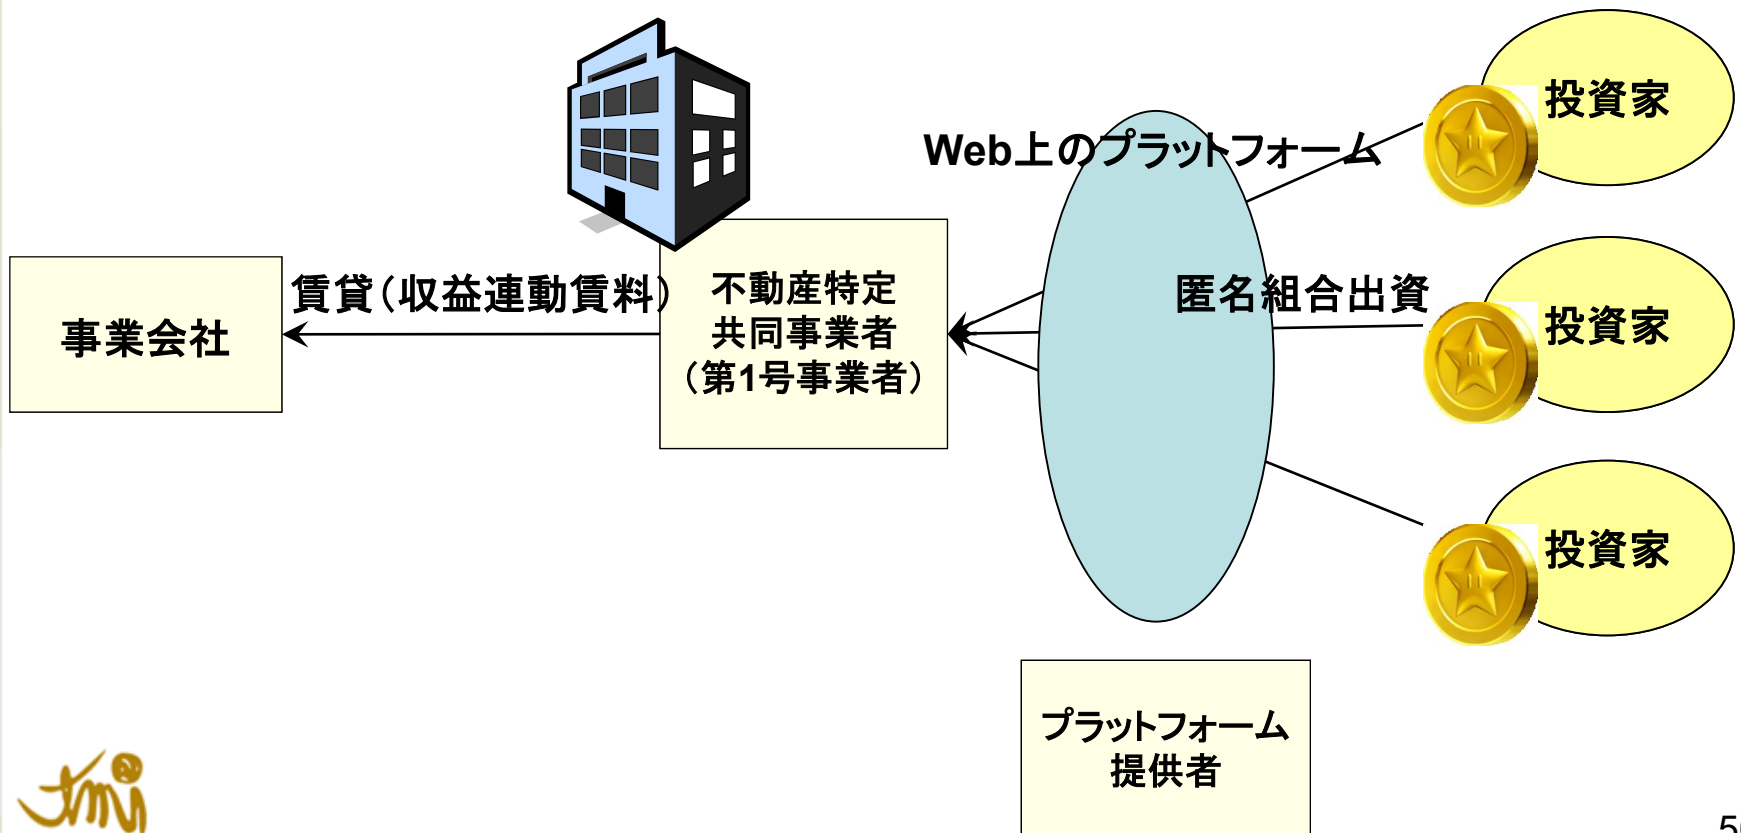 投資家
Web上のプラットフォーム
賃貸（収益連動賃料）
不動産特定
共同事業者
（第1号事業者）
匿名組合出資
投資家
事業会社
投資家
プラットフォーム
提供者